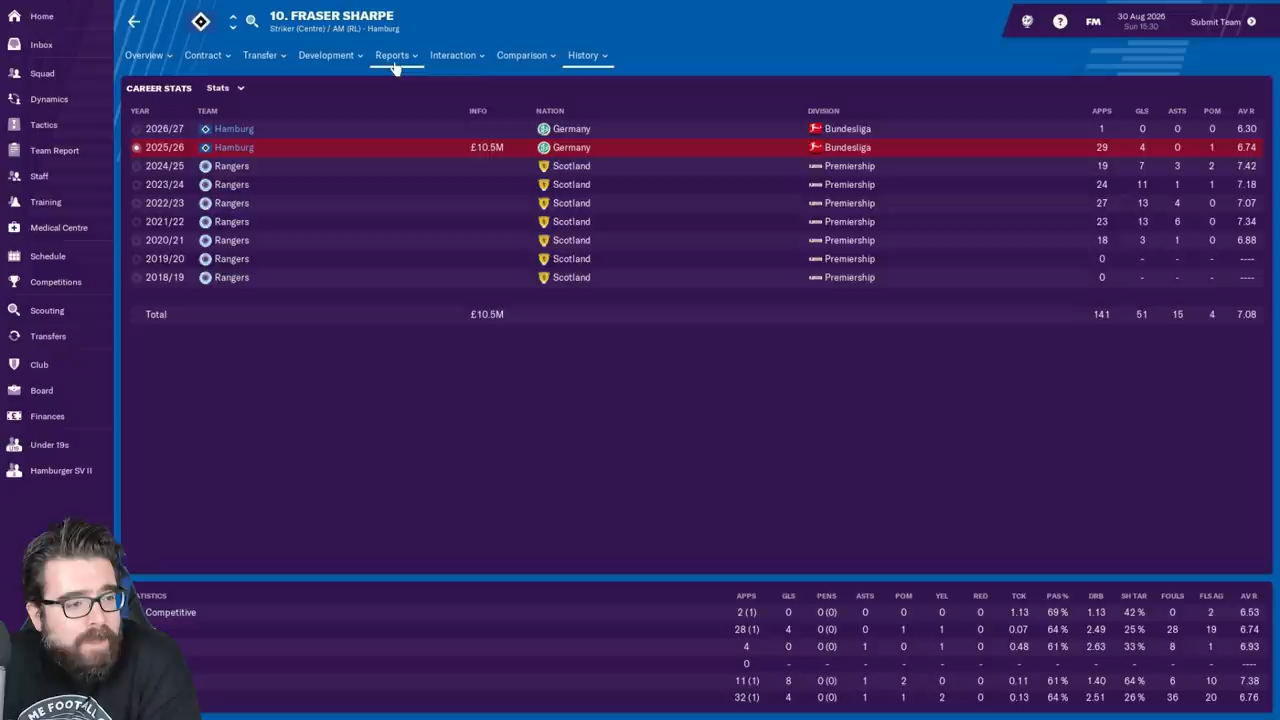 Home
Inbox
Squad
Dynamics
Tactics
Team Report
Staff
Training
Medical Centre
Schedule
Competitions
Scouting
Transfers
Club
Board
Finances
Under 19s
Hamburger SV II
10. FRASER SHARPE
Striker (Centre) / AM (RL) - Hamburg
FM
30 Aug 2026
Sun 15:30
Submit Team
Overview Contract Transfer Development Reports Interaction Comparison History
CAREER STATS Stats
YEAR TEAM INFO NATION DIVISION APPS GLS ASTS POM AV R
2026/27 Hamburg Germany Bundesliga 1 0 0 0 6.30
2025/26 Hamburg £10.5M Germany Bundesliga 29 4 0 1 6.74
2024/25 Rangers Scotland Premiership 19 7 3 2 7.42
2023/24 Rangers Scotland Premiership 24 11 1 1 7.18
2022/23 Rangers Scotland Premiership 27 13 4 0 7.07
2021/22 Rangers Scotland Premiership 23 13 6 0 7.34
2020/21 Rangers Scotland Premiership 18 3 1 0 6.88
2019/20 Rangers Scotland Premiership 0 - - - ----
2018/19 Rangers Scotland Premiership 0 - - - ----
Total £10.5M 141 51 15 4 7.08
ATISTICS APPS GLS PENS ASTS POM YEL RED TCK PAS % DRB SH TAR FOULS FLS AG AV R
Competitive 2 (1) 0 0 (0) 0 0 0 0 1.13 69 % 1.13 42 % 0 2 6.53
28 (1) 4 0 (0) 0 1 1 0 0.07 64 % 2.49 25 % 28 19 6.74
4 0 0 (0) 1 0 1 0 0.48 61 % 2.63 33 % 8 1 6.93
0 - - - - - - - - - - - - ----
11 (1) 8 0 (0) 1 2 0 0 0.11 61 % 1.40 64 % 6 10 7.38
32 (1) 4 0 (0) 1 1 2 0 0.13 64 % 2.51 26 % 36 20 6.76
ME FOOTALL